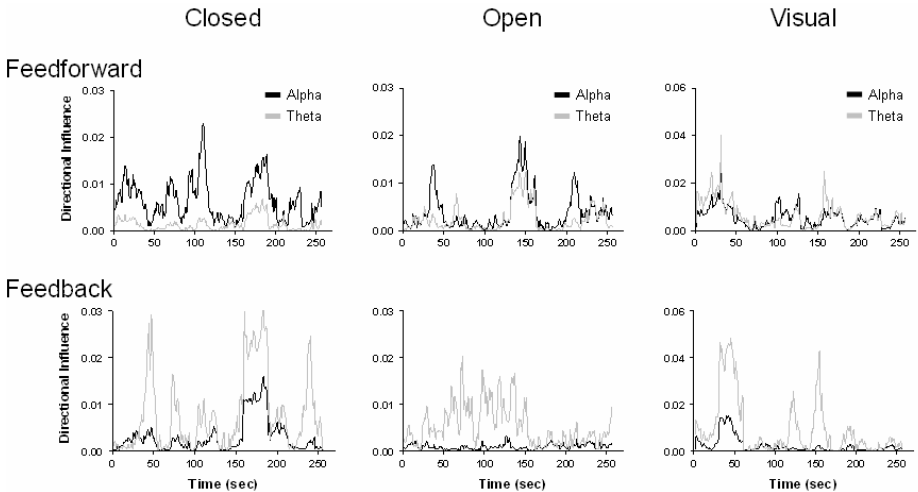 Closed Open Visual
Feedforward
0.03 0.03 0.06
Alpha Alpha Alpha
Theta Theta Theta
Directional Influence
0.02 0.02 0.04
0.01 0.01 0.02
0.00 0.00 0.00
0 50 100 150 200 250 0 50 100 150 200 250 0 50 100 150 200 250
Feedback
0.03 0.03 0.06
Directional Influence
0.02 0.02 0.04
0.01 0.01 0.02
0.00 0.00 0.00
0 50 100 150 200 250 0 50 100 150 200 250 0 50 100 150 200 250
Time (sec) Time (sec) Time (sec)